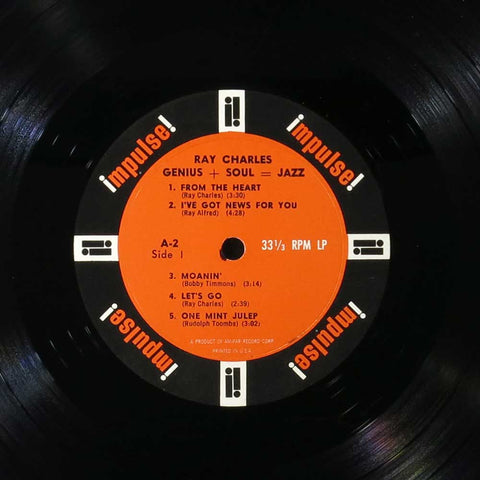 impulse!
impulse!
RAY CHARLES
GENIUS + SOUL = JAZZ
1. FROM THE HEART
(Ray Charles) (3:30)
2. I'VE GOT NEWS FOR YOU
(Ray Alfred) (4:28)
A-2
Side 1
33 1/3 RPM LP
3. MOANIN'
(Bobby Timmons) (3:14)
4. LET'S GO
(Ray Charles) (2:39)
5. ONE MINT JULEP
(Rudolph Toombs) (3:02)
A PRODUCT OF AM-PAR RECORD CORP.
PRINTED IN U.S.A.
impulse!
impulse!